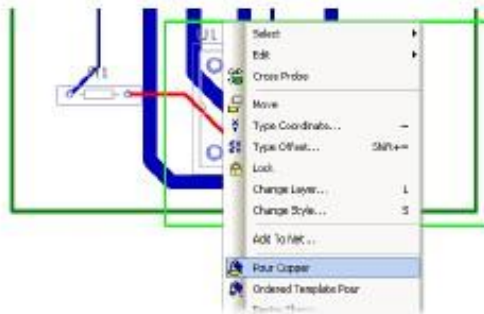 U1
Select
Edit
Cross Probe
Move
Type Coordinate... =
Type Offset... Shift+=
Lock
Change Layer... L
Change Style... S
Add To Net...
Pour Copper
Ordered Template Pour